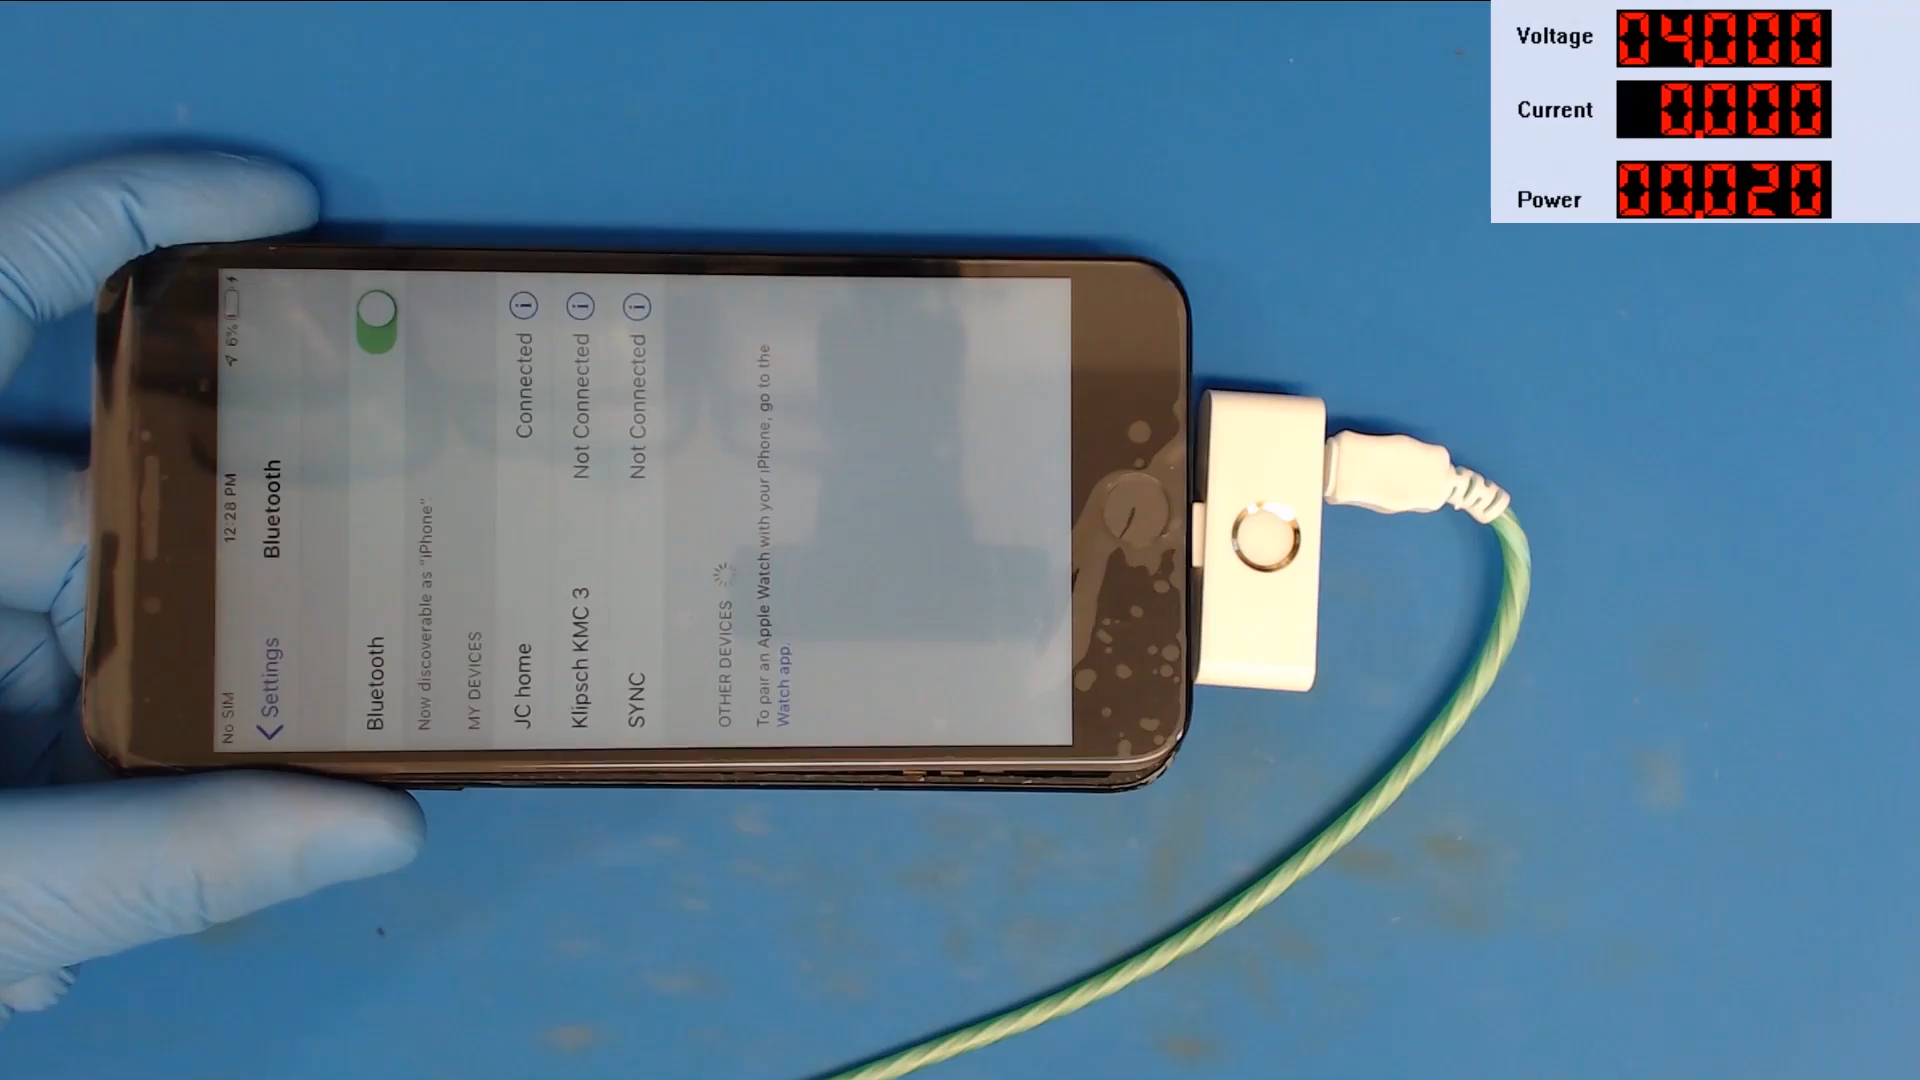 Voltage 04.000
Current 0.000
Power 00.020
No SIM 12:28 PM 6%
Settings Bluetooth
Bluetooth
Now discoverable as "iPhone"
MY DEVICES
JC home Connected i
Klipsch KMC 3 Not Connected i
SYNC Not Connected i
OTHER DEVICES
To pair an Apple Watch with your iPhone, go to the
Watch app.